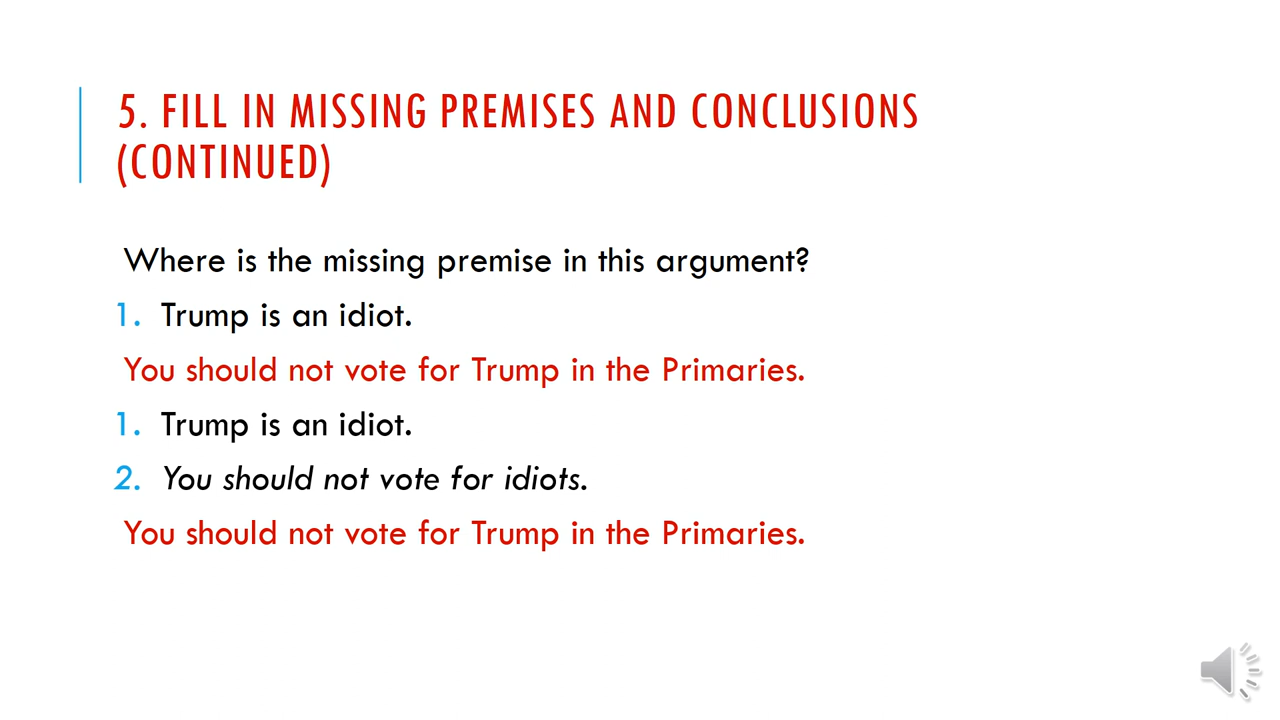 5. FILL IN MISSING PREMISES AND CONCLUSIONS
(CONTINUED)
Where is the missing premise in this argument?
1. Trump is an idiot.
You should not vote for Trump in the Primaries.
1. Trump is an idiot.
2. You should not vote for idiots.
You should not vote for Trump in the Primaries.